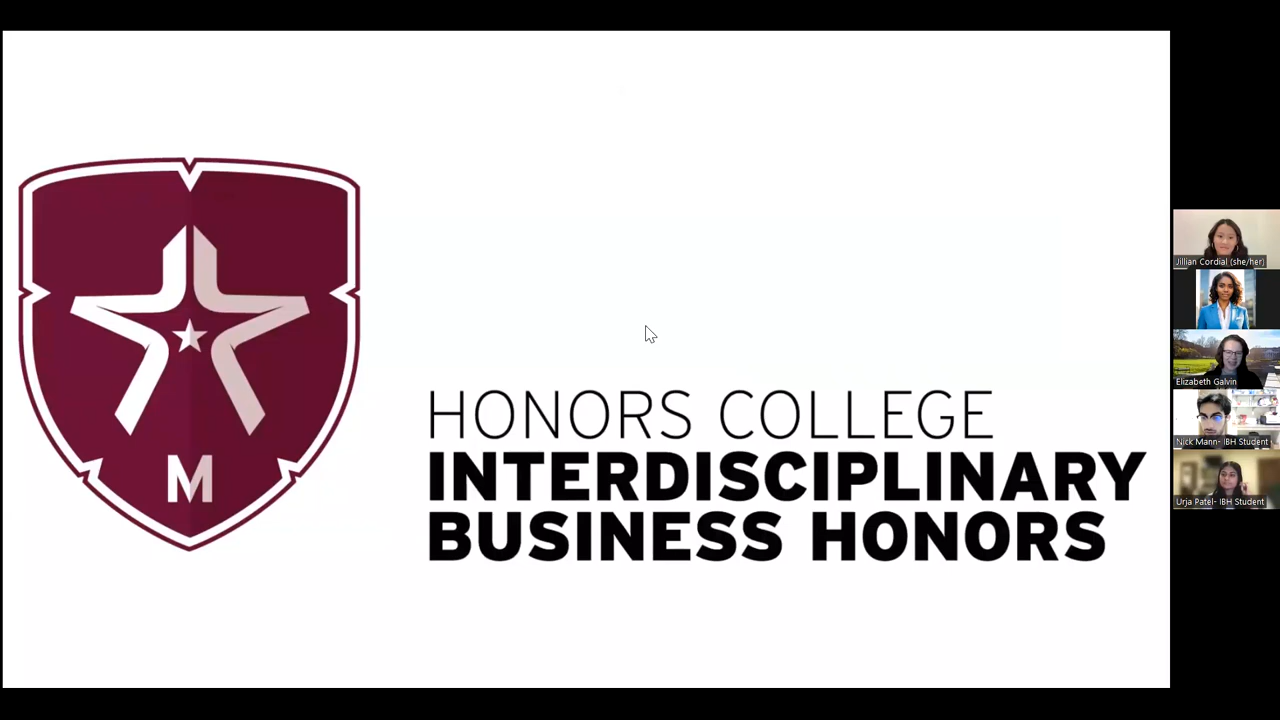 M
HONORS COLLEGE
INTERDISCIPLINARY
BUSINESS HONORS
Jillian Cordial (she/her)
Elizabeth Galvin
Nick Mann- IBH Student
Urja Patel- IBH Student